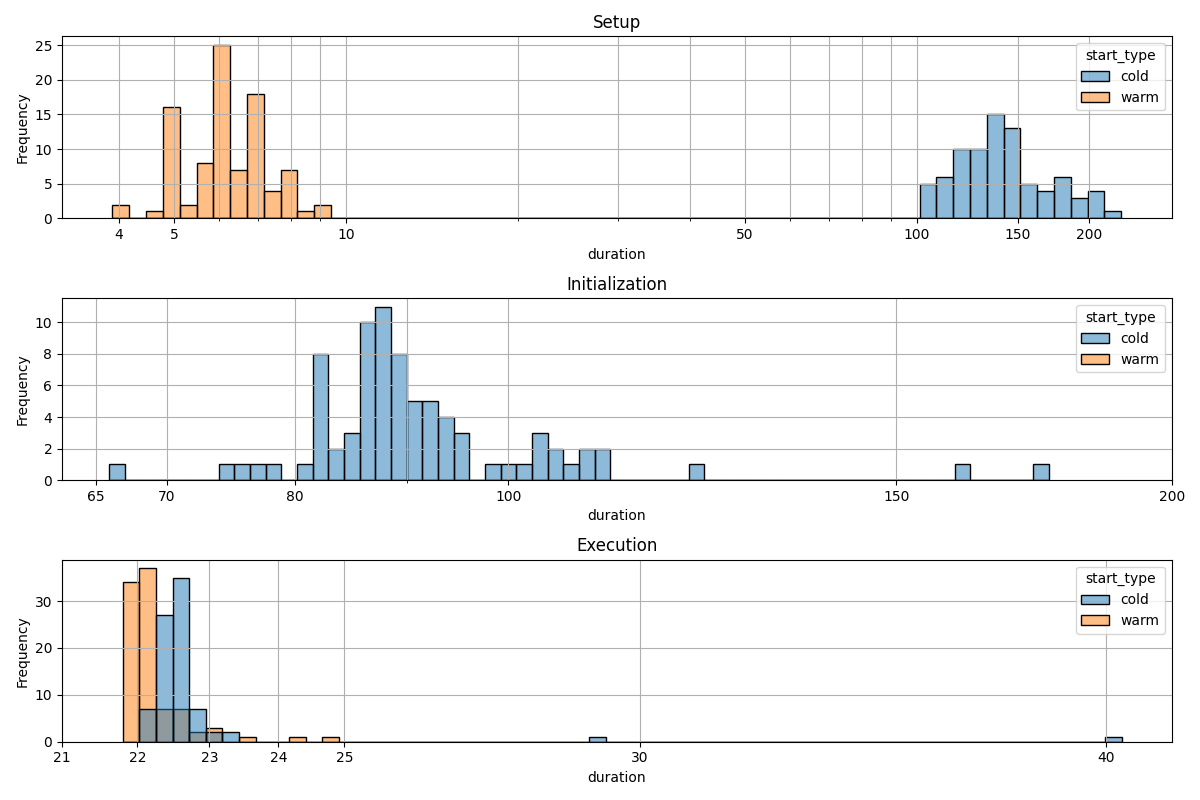 Setup
Frequency
25
20
15
10
5
0
start_type
cold
warm
4 5 10 50 100 150 200
duration
Initialization
Frequency
10
8
6
4
2
0
start_type
cold
warm
65 70 80 100 150 200
duration
Execution
Frequency
30
20
10
0
start_type
cold
warm
21 22 23 24 25 30 40
duration